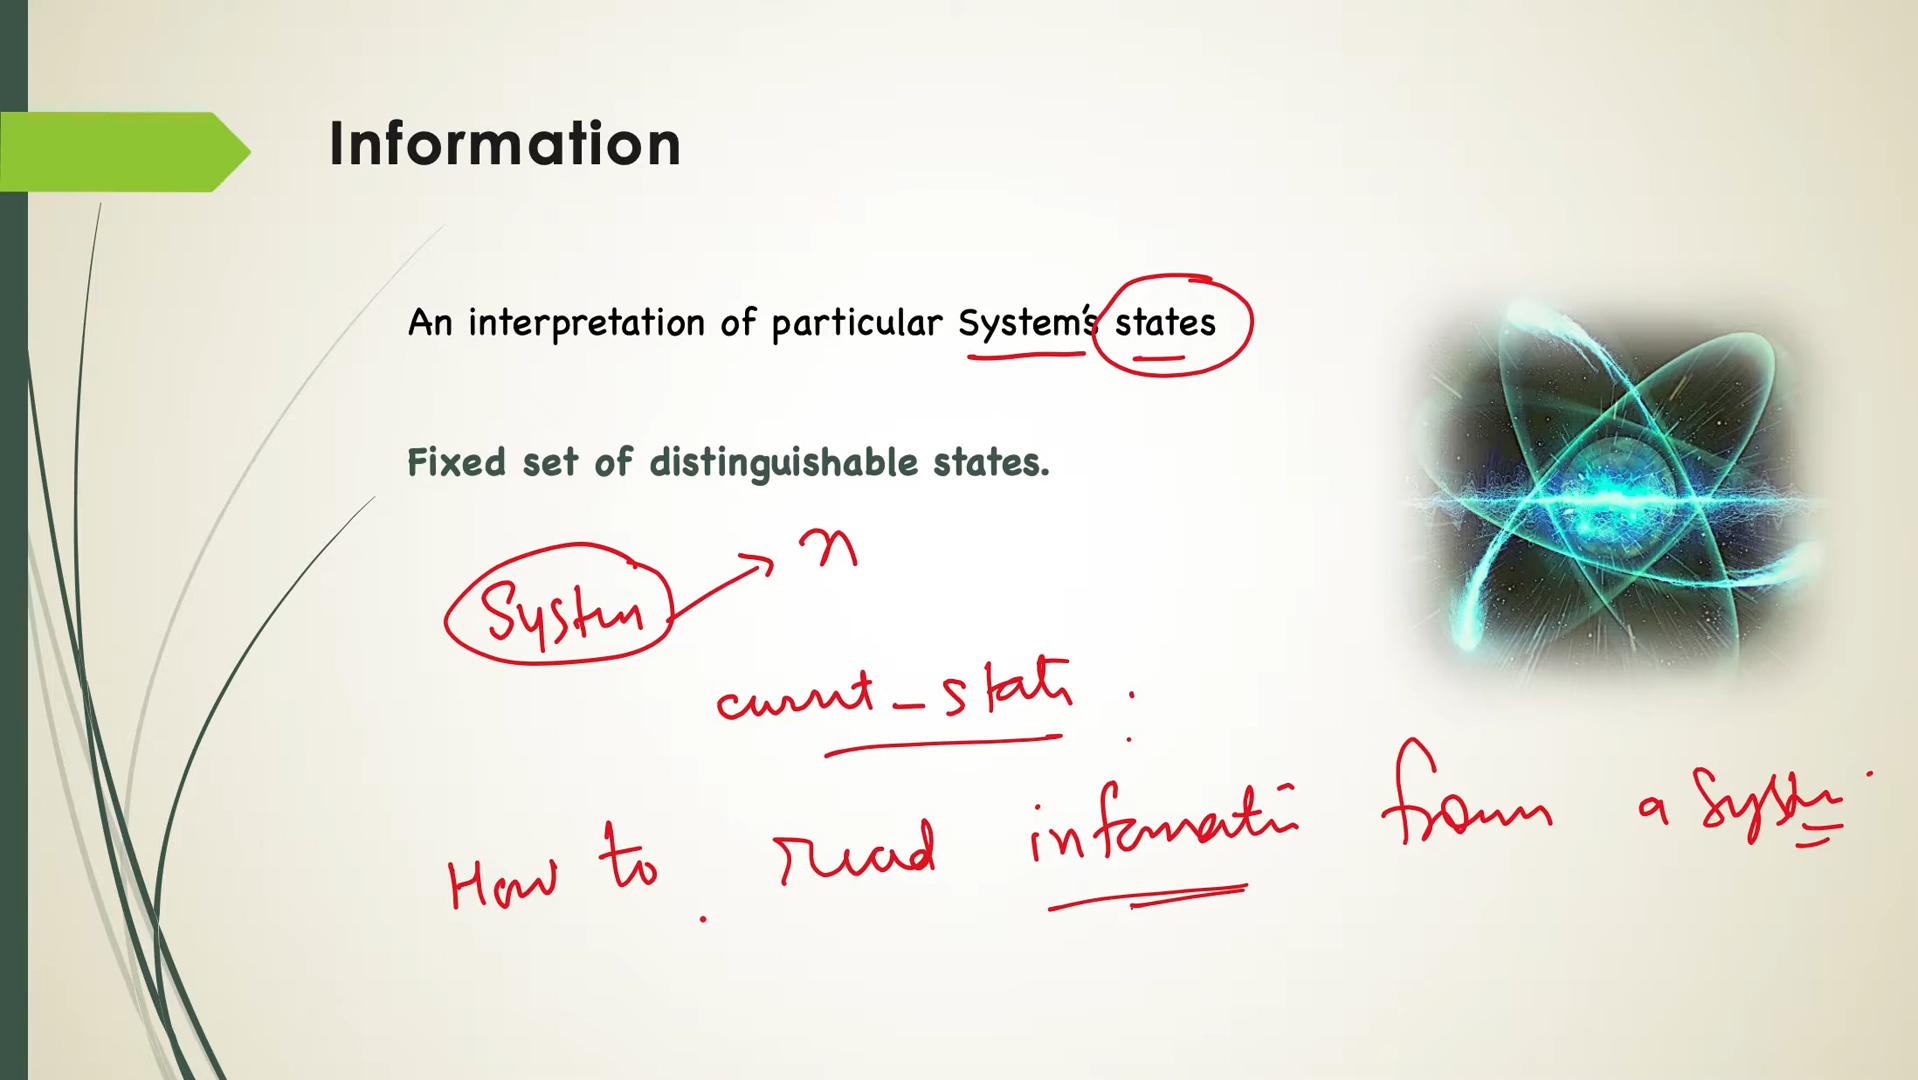 Information
An interpretation of particular System's states
Fixed set of distinguishable states.
System → n
current_state :
How to read information from a System